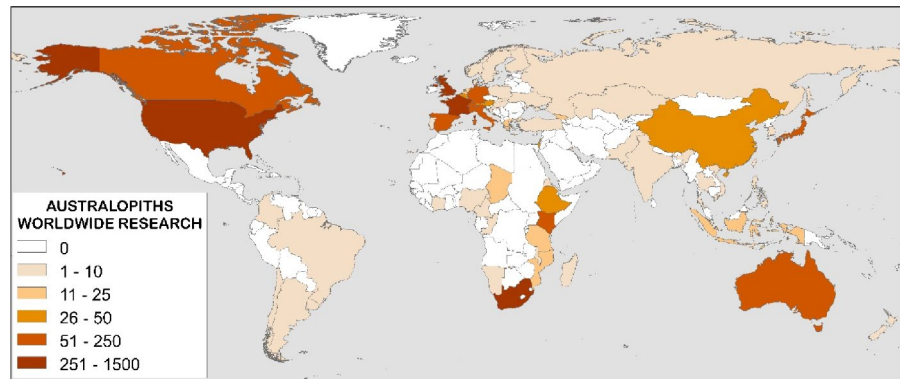 AUSTRALOPITHS
WORLDWIDE RESEARCH
0
1 - 10
11 - 25
26 - 50
51 - 250
251 - 1500